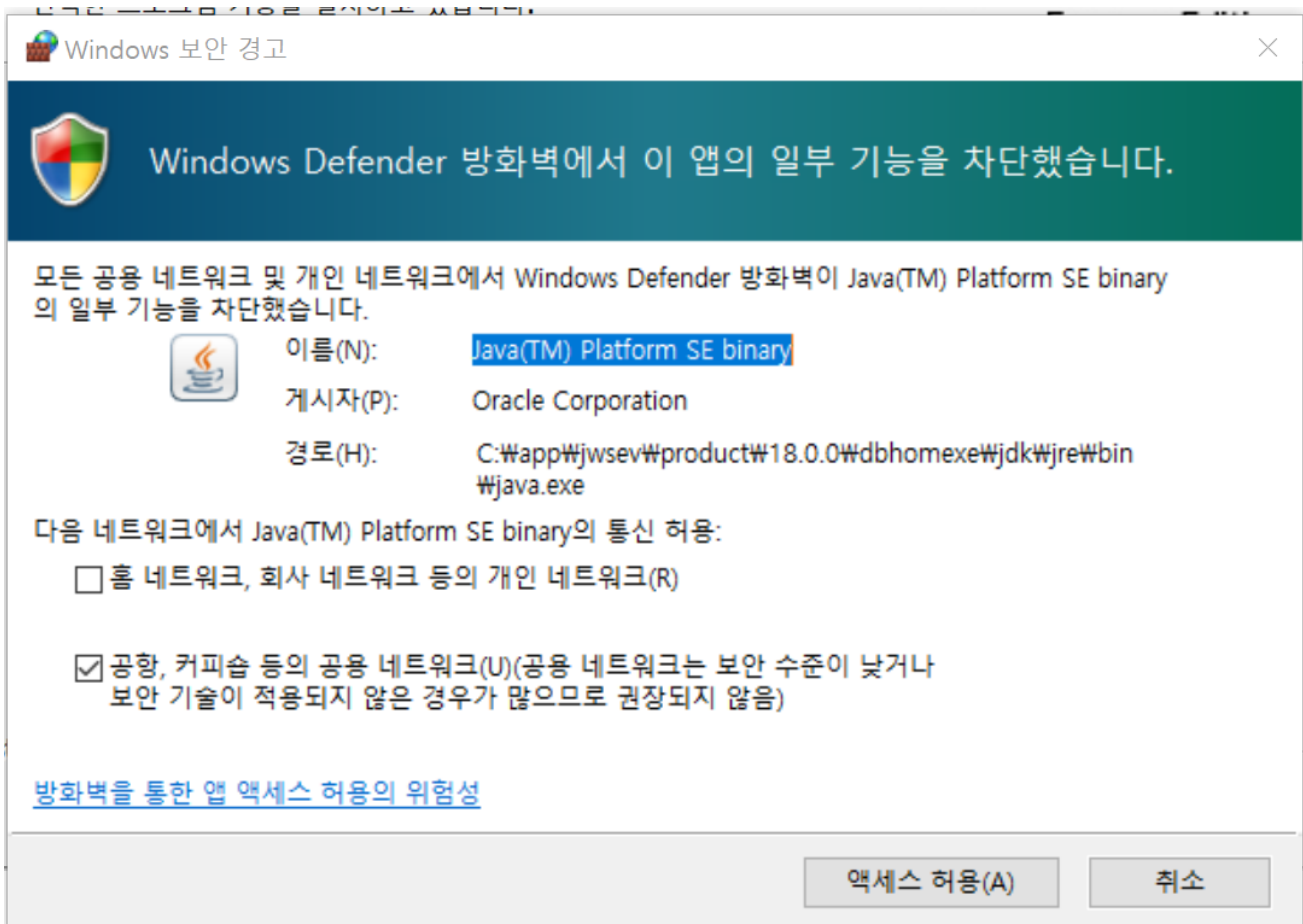 Windows 보안 경고
Windows Defender 방화벽에서 이 앱의 일부 기능을 차단했습니다.
모든 공용 네트워크 및 개인 네트워크에서 Windows Defender 방화벽이 Java(TM) Platform SE binary
의 일부 기능을 차단했습니다.
이름(N): Java(TM) Platform SE binary
게시자(P): Oracle Corporation
경로(H): C:₩app₩jwsev₩product₩18.0.0₩dbhomexe₩jdk₩jre₩bin
₩java.exe
다음 네트워크에서 Java(TM) Platform SE binary의 통신 허용:
홈 네트워크, 회사 네트워크 등의 개인 네트워크(R)
공항, 커피숍 등의 공용 네트워크(U)(공용 네트워크는 보안 수준이 낮거나
보안 기술이 적용되지 않은 경우가 많으므로 권장되지 않음)
방화벽을 통한 앱 액세스 허용의 위험성
액세스 허용(A) 취소